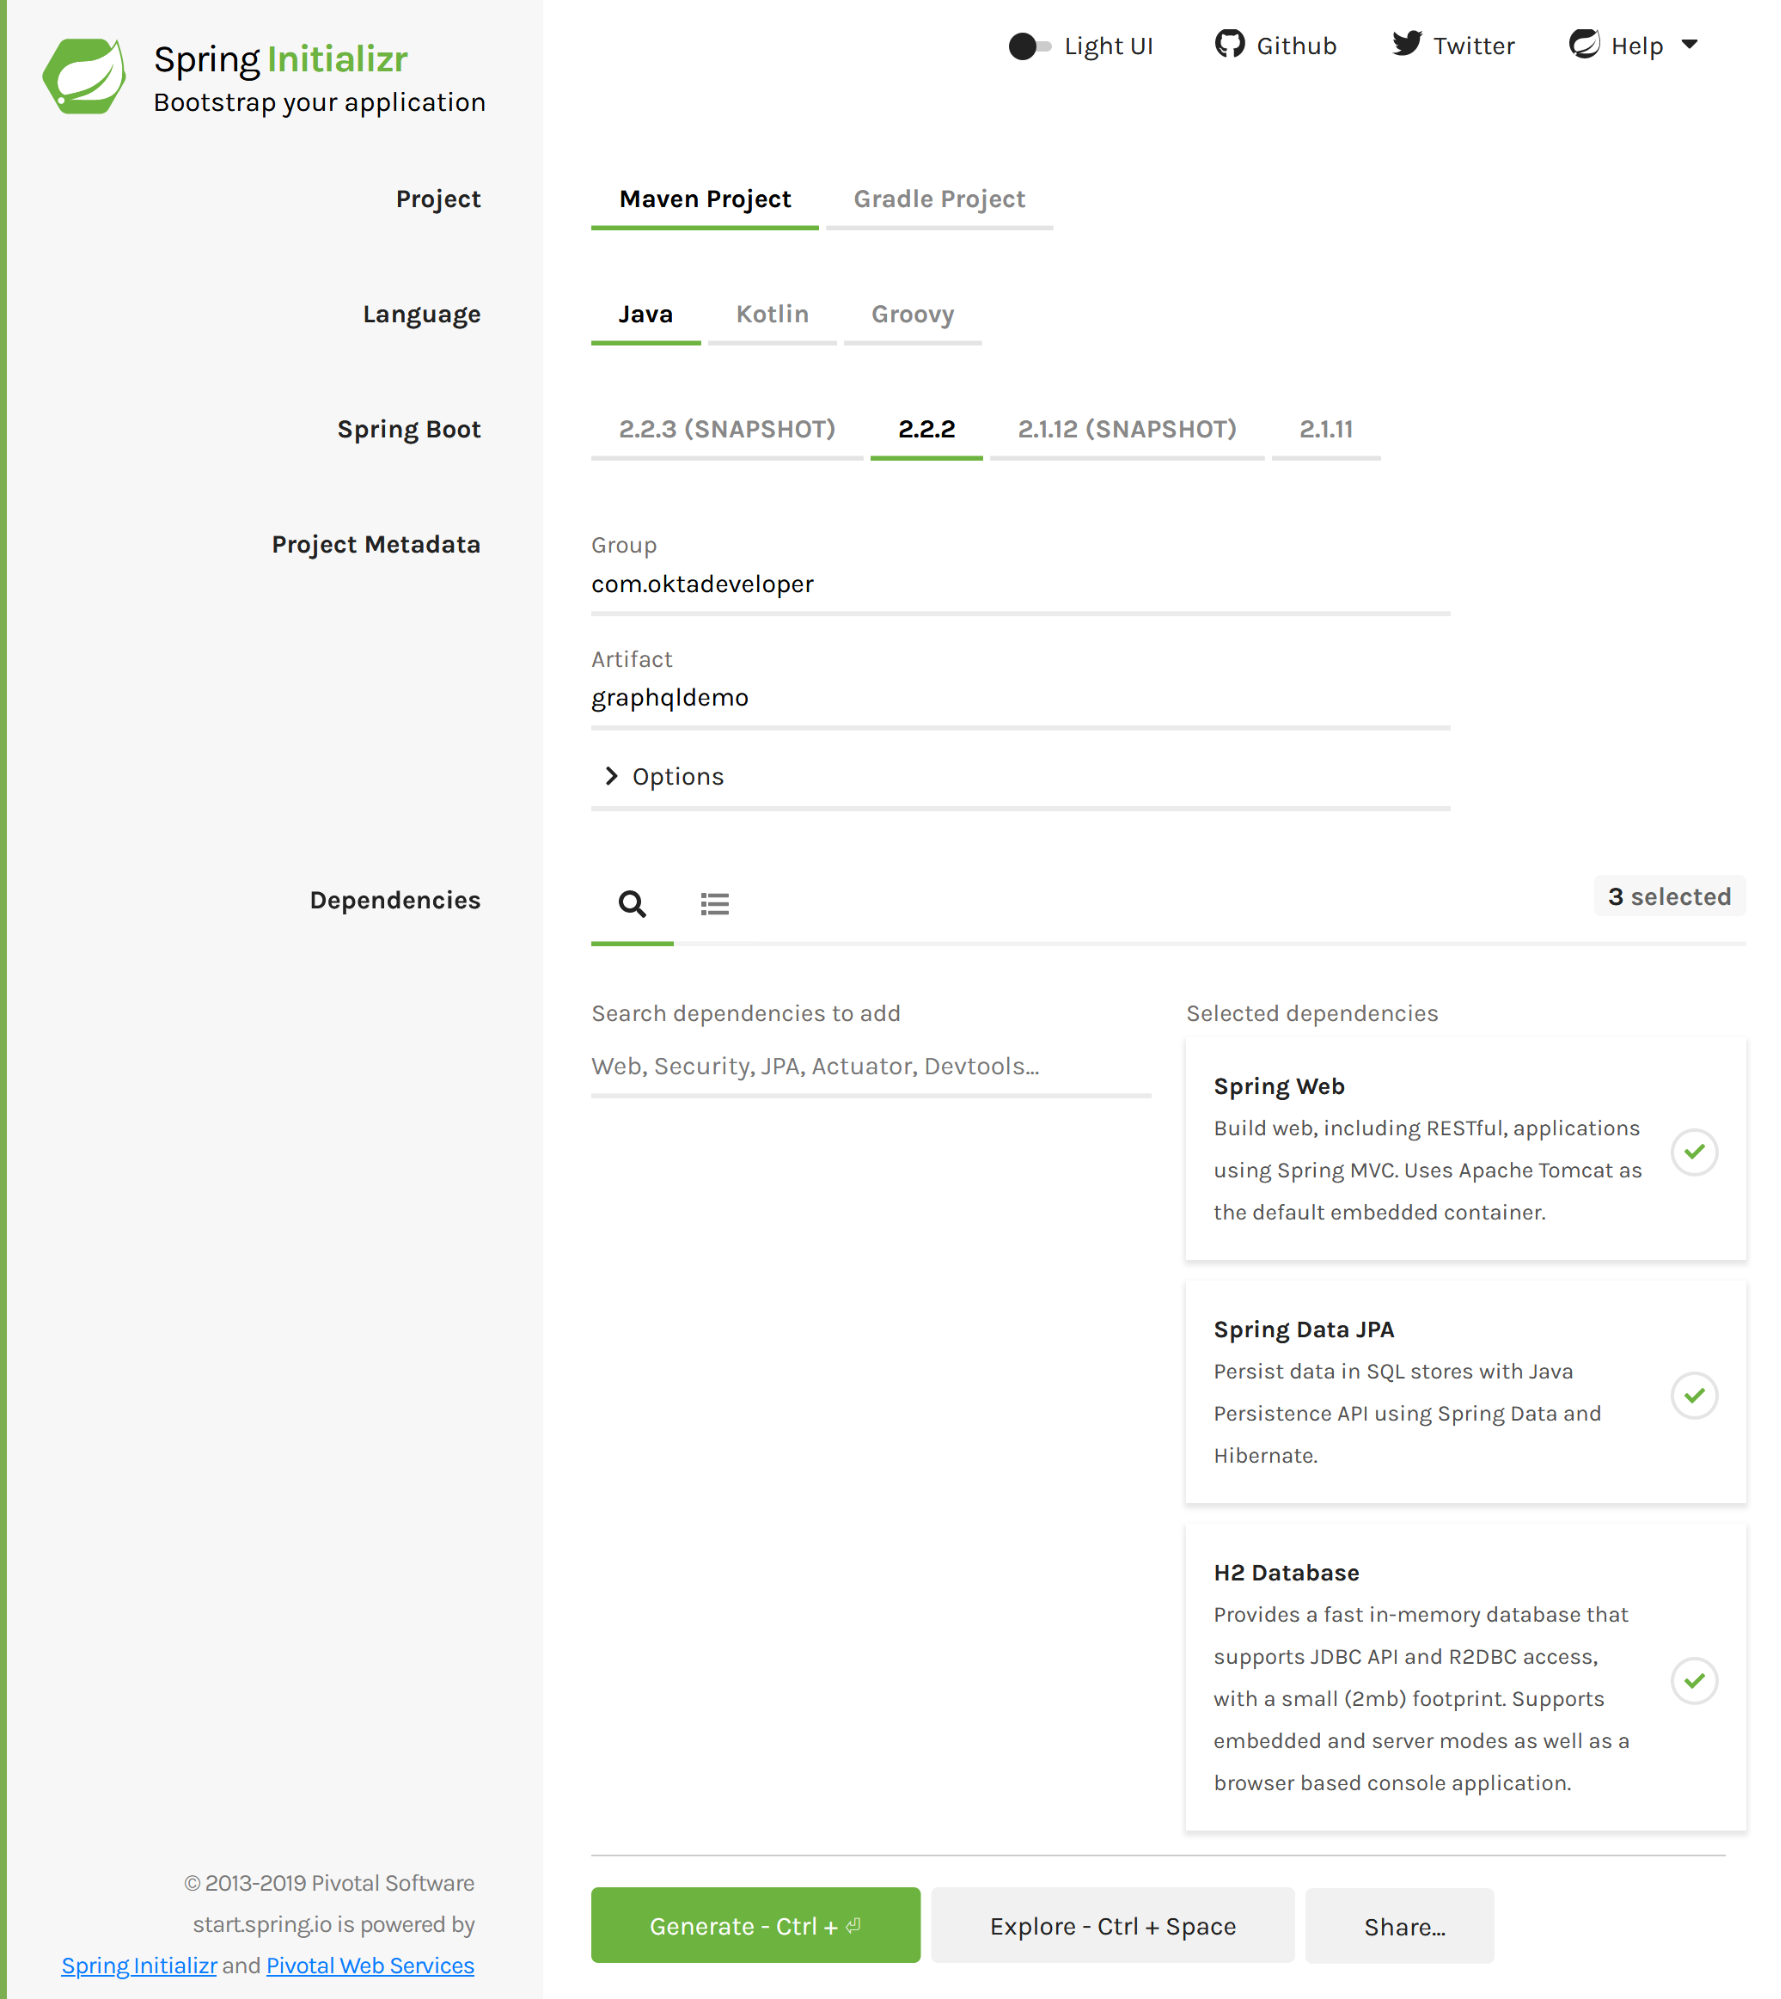 Spring Initializr
Bootstrap your application
Light UI
Github
Twitter
Help
Project
Maven Project
Gradle Project
Language
Java
Kotlin
Groovy
Spring Boot
2.2.3 (SNAPSHOT)
2.2.2
2.1.12 (SNAPSHOT)
2.1.11
Project Metadata
Group
com.oktadeveloper
Artifact
graphqldemo
Options
Dependencies
3 selected
Search dependencies to add
Web, Security, JPA, Actuator, Devtools...
Selected dependencies
Spring Web
Build web, including RESTful, applications
using Spring MVC. Uses Apache Tomcat as
the default embedded container.
Spring Data JPA
Persist data in SQL stores with Java
Persistence API using Spring Data and
Hibernate.
H2 Database
Provides a fast in-memory database that
supports JDBC API and R2DBC access,
with a small (2mb) footprint. Supports
embedded and server modes as well as a
browser based console application.
© 2013-2019 Pivotal Software
start.spring.io is powered by
Spring Initializr and Pivotal Web Services
Generate - Ctrl + ⏎
Explore - Ctrl + Space
Share...